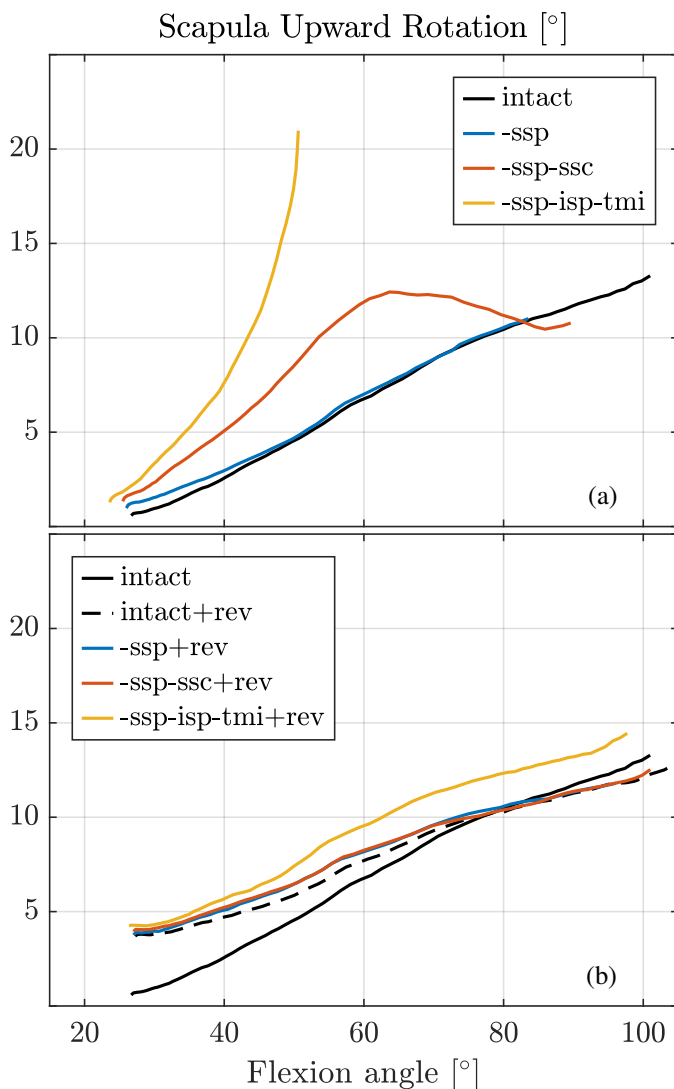 Scapula Upward Rotation [°]
intact
-ssp
-ssp-ssc
-ssp-isp-tmi
20
15
10
5
(a)
intact
intact+rev
-ssp+rev
-ssp-ssc+rev
-ssp-isp-tmi+rev
20
15
10
5
(b)
20 40 60 80 100
Flexion angle [°]